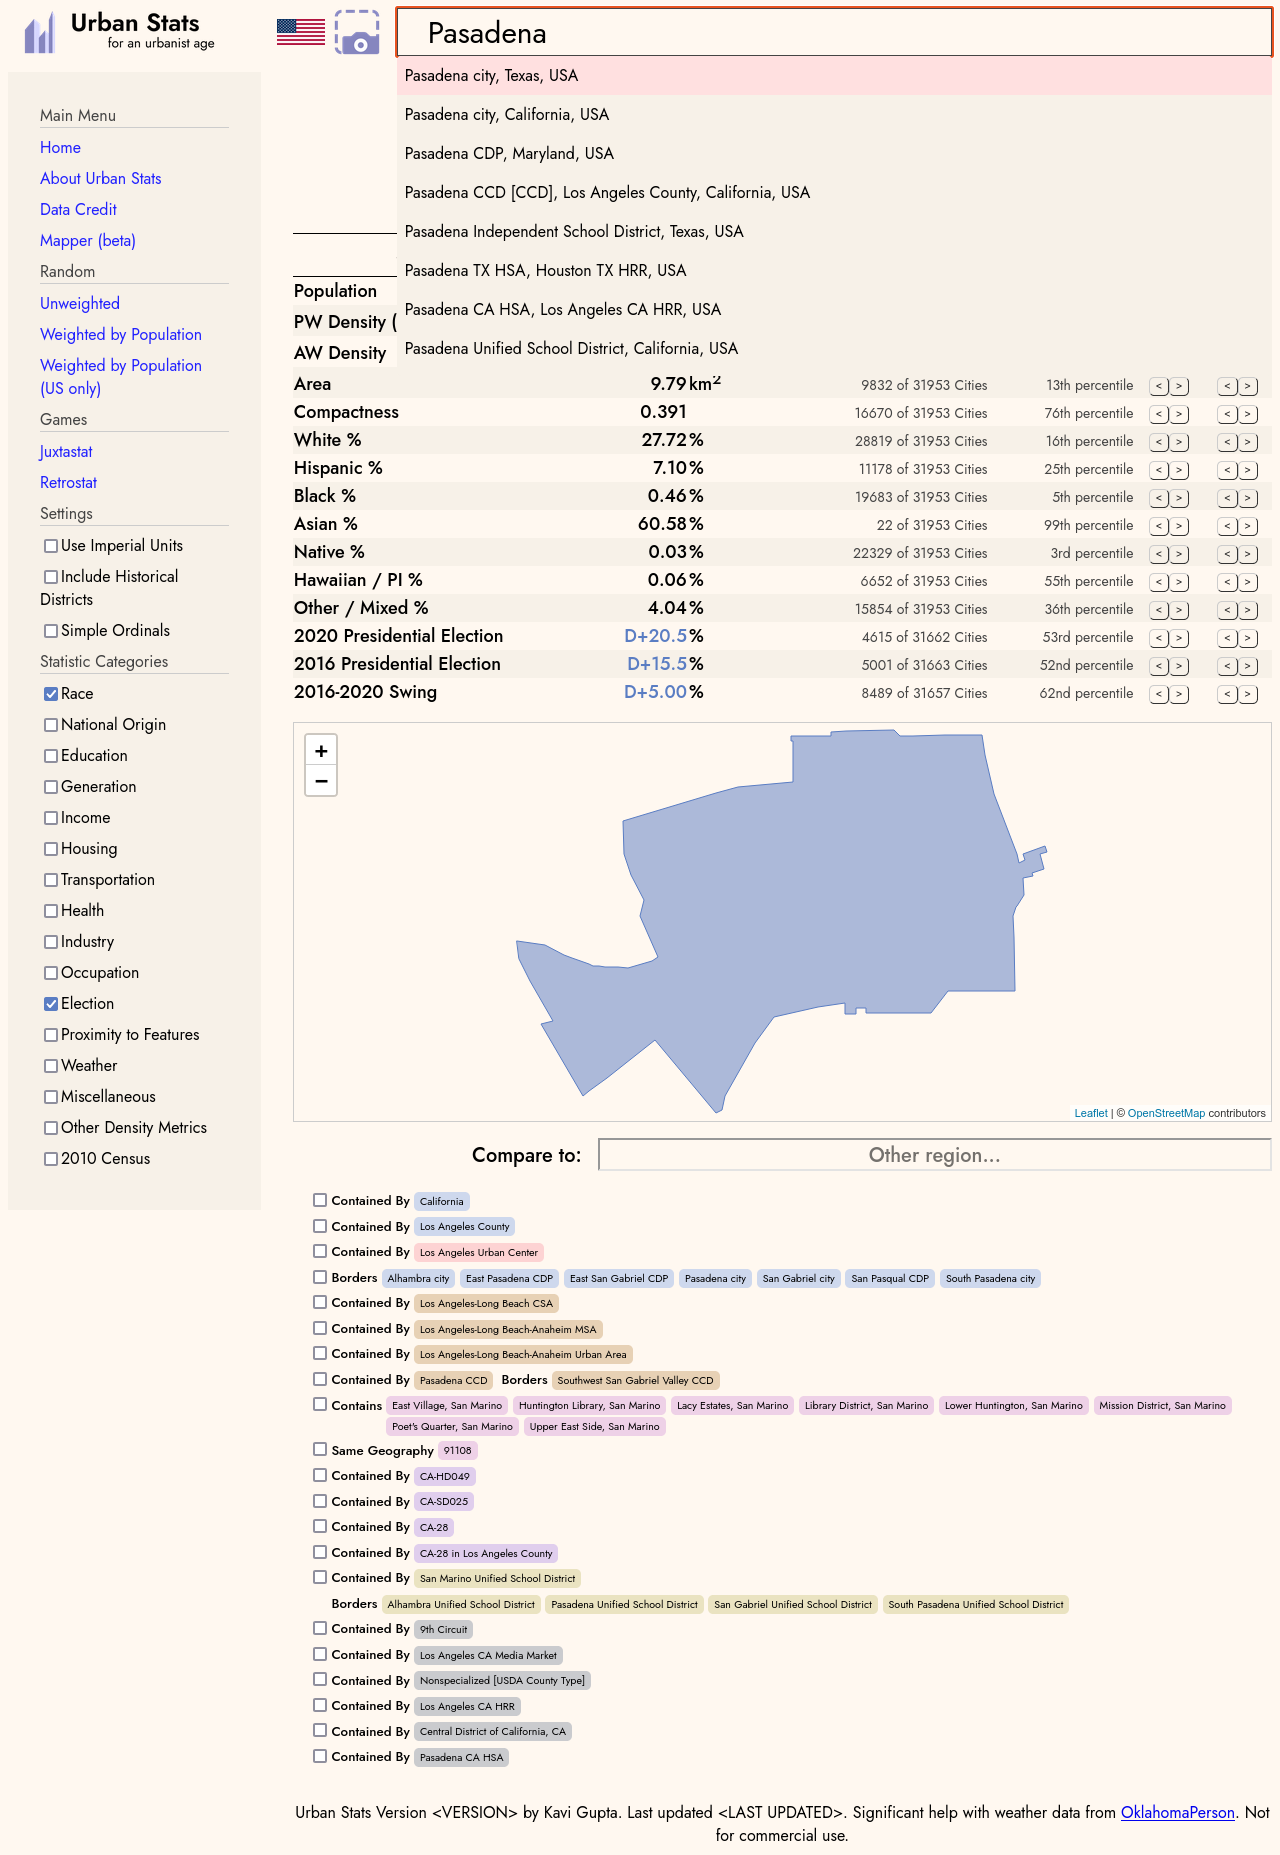 Urban Stats
for an urbanist age
Pasadena
Pasadena city, Texas, USA
Pasadena city, California, USA
Pasadena CDP, Maryland, USA
Pasadena CCD [CCD], Los Angeles County, California, USA
Pasadena Independent School District, Texas, USA
Pasadena TX HSA, Houston TX HRR, USA
Pasadena CA HSA, Los Angeles CA HRR, USA
Pasadena Unified School District, California, USA
Main Menu
Home
About Urban Stats
Data Credit
Mapper (beta)
Random
Unweighted
Weighted by Population
Weighted by Population
(US only)
Games
Juxtastat
Retrostat
Settings
Use Imperial Units
Include Historical
Districts
Simple Ordinals
Statistic Categories
Race
National Origin
Education
Generation
Income
Housing
Transportation
Health
Industry
Occupation
Election
Proximity to Features
Weather
Miscellaneous
Other Density Metrics
2010 Census
Population
PW Density (
AW Density
Area 9.79 km² 9832 of 31953 Cities 13th percentile < > < >
Compactness 0.391 16670 of 31953 Cities 76th percentile < > < >
White % 27.72 % 28819 of 31953 Cities 16th percentile < > < >
Hispanic % 7.10 % 11178 of 31953 Cities 25th percentile < > < >
Black % 0.46 % 19683 of 31953 Cities 5th percentile < > < >
Asian % 60.58 % 22 of 31953 Cities 99th percentile < > < >
Native % 0.03 % 22329 of 31953 Cities 3rd percentile < > < >
Hawaiian / PI % 0.06 % 6652 of 31953 Cities 55th percentile < > < >
Other / Mixed % 4.04 % 15854 of 31953 Cities 36th percentile < > < >
2020 Presidential Election D+20.5 % 4615 of 31662 Cities 53rd percentile < > < >
2016 Presidential Election D+15.5 % 5001 of 31663 Cities 52nd percentile < > < >
2016-2020 Swing D+5.00 % 8489 of 31657 Cities 62nd percentile < > < >
+
−
Leaflet | © OpenStreetMap contributors
Compare to: Other region...
Contained By California
Contained By Los Angeles County
Contained By Los Angeles Urban Center
Borders Alhambra city East Pasadena CDP East San Gabriel CDP Pasadena city San Gabriel city San Pasqual CDP South Pasadena city
Contained By Los Angeles-Long Beach CSA
Contained By Los Angeles-Long Beach-Anaheim MSA
Contained By Los Angeles-Long Beach-Anaheim Urban Area
Contained By Pasadena CCD Borders Southwest San Gabriel Valley CCD
Contains East Village, San Marino Huntington Library, San Marino Lacy Estates, San Marino Library District, San Marino Lower Huntington, San Marino Mission District, San Marino
Poet's Quarter, San Marino Upper East Side, San Marino
Same Geography 91108
Contained By CA-HD049
Contained By CA-SD025
Contained By CA-28
Contained By CA-28 in Los Angeles County
Contained By San Marino Unified School District
Borders Alhambra Unified School District Pasadena Unified School District San Gabriel Unified School District South Pasadena Unified School District
Contained By 9th Circuit
Contained By Los Angeles CA Media Market
Contained By Nonspecialized [USDA County Type]
Contained By Los Angeles CA HRR
Contained By Central District of California, CA
Contained By Pasadena CA HSA
Urban Stats Version <VERSION> by Kavi Gupta. Last updated <LAST UPDATED>. Significant help with weather data from OklahomaPerson. Not
for commercial use.